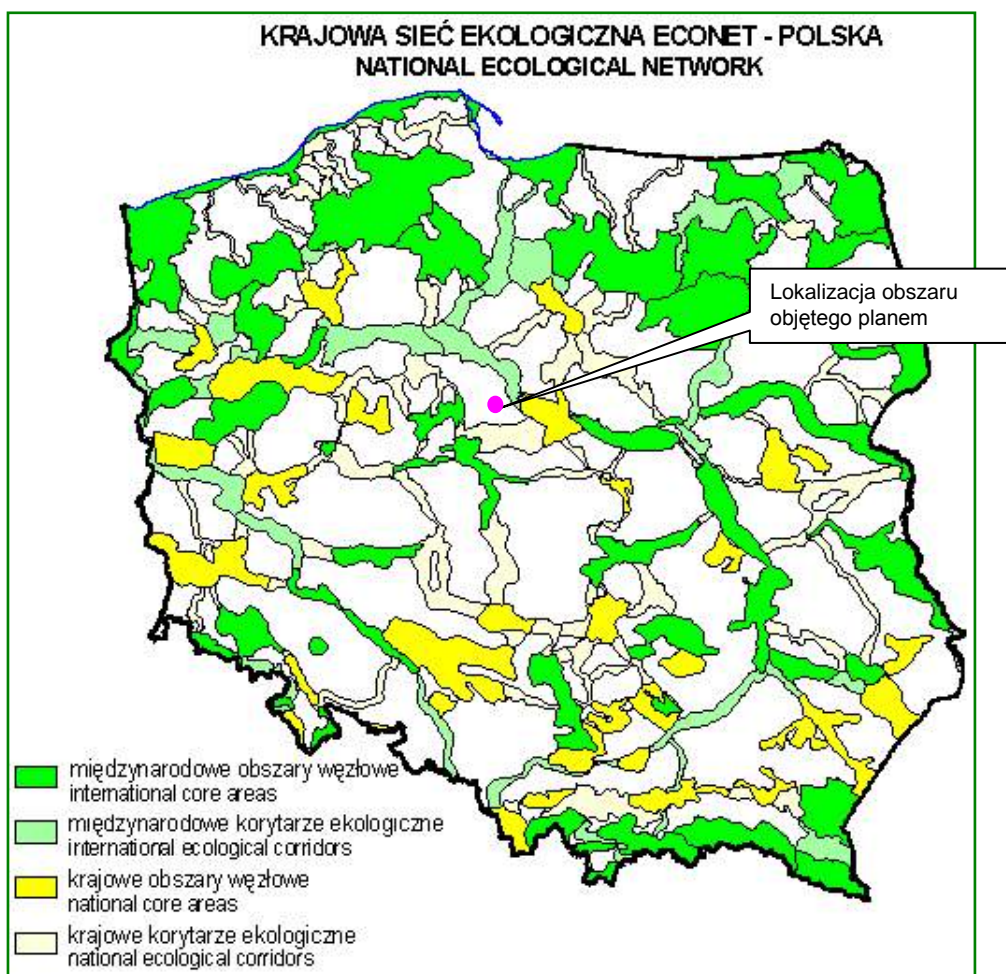 KRAJOWA SIEĆ EKOLOGICZNA ECONET - POLSKA
NATIONAL ECOLOGICAL NETWORK
Lokalizacja obszaru
objętego planem
międzynarodowe obszary węzłowe
international core areas
międzynarodowe korytarze ekologiczne
international ecological corridors
krajowe obszary węzłowe
national core areas
krajowe korytarze ekologiczne
national ecological corridors